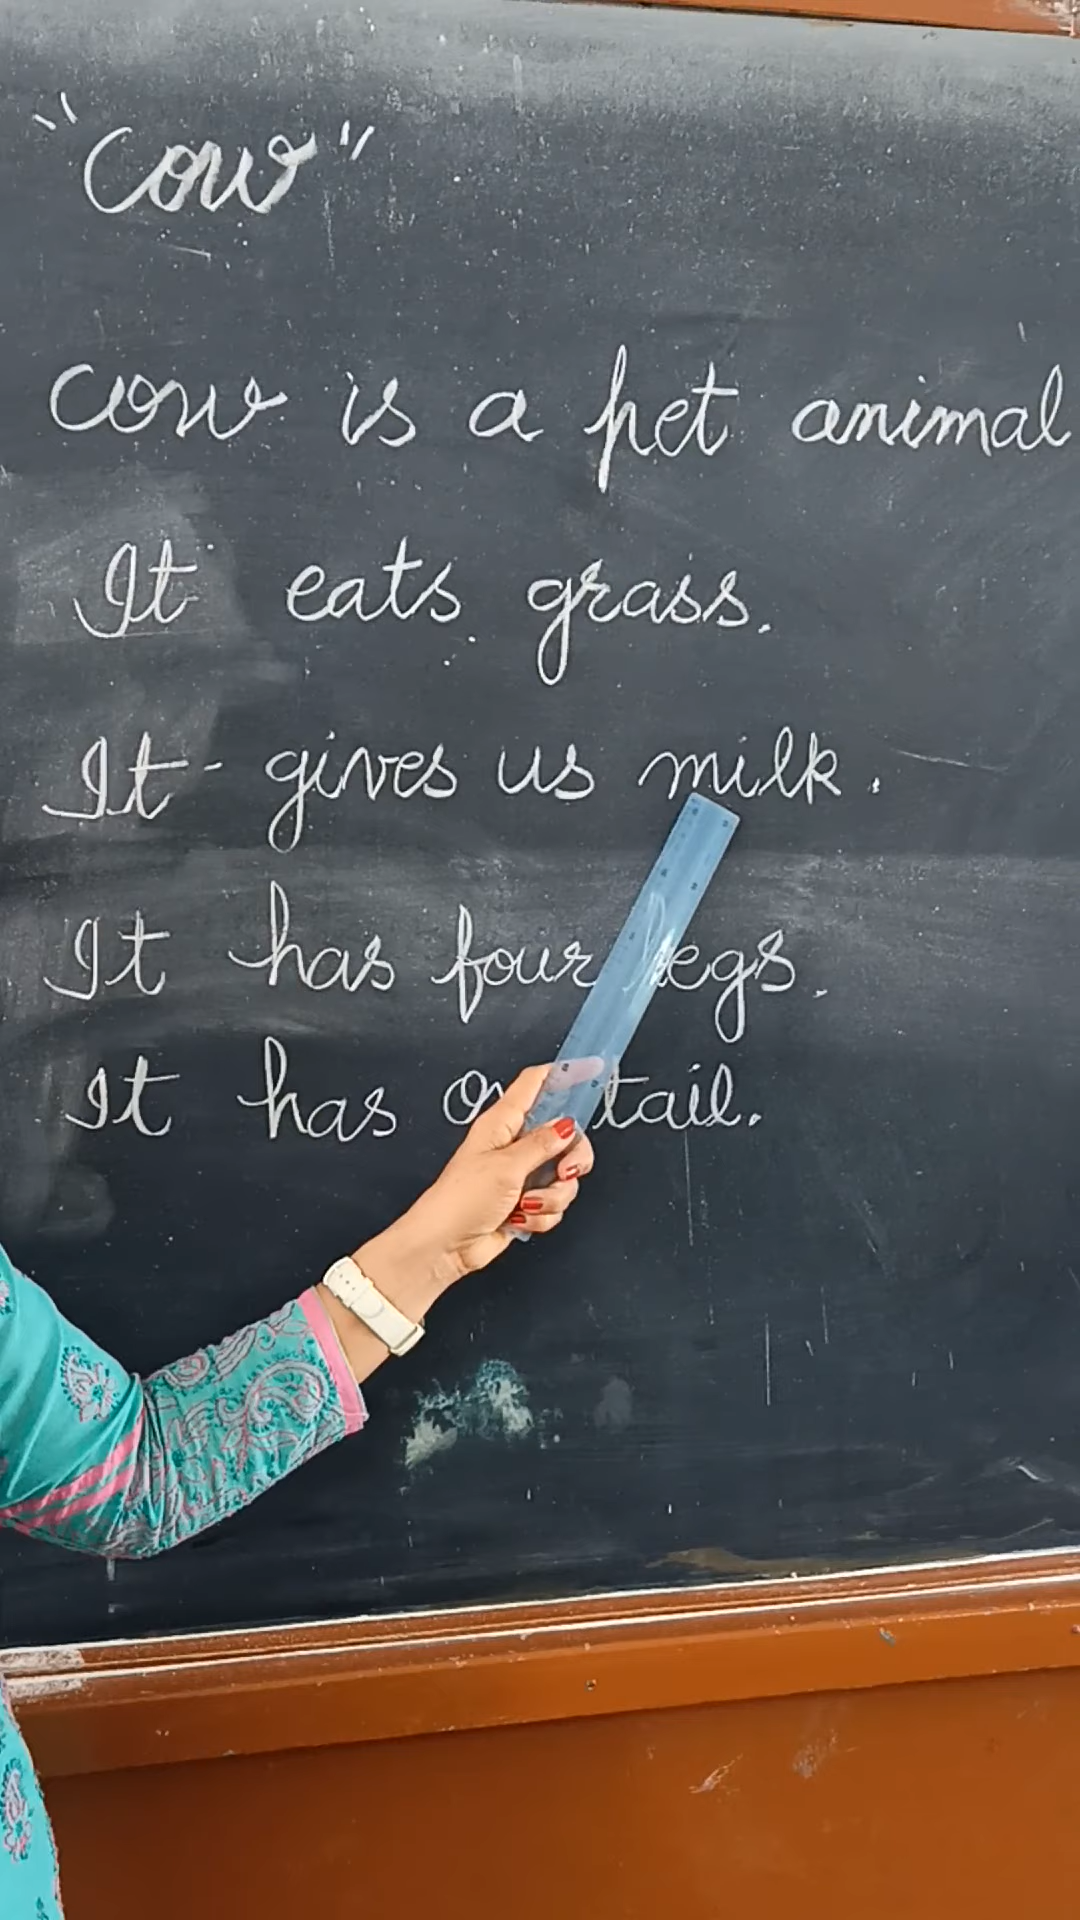 "Cow"
Cow is a pet animal
It eats grass.
It gives us milk.
It has four legs.
It has tail.